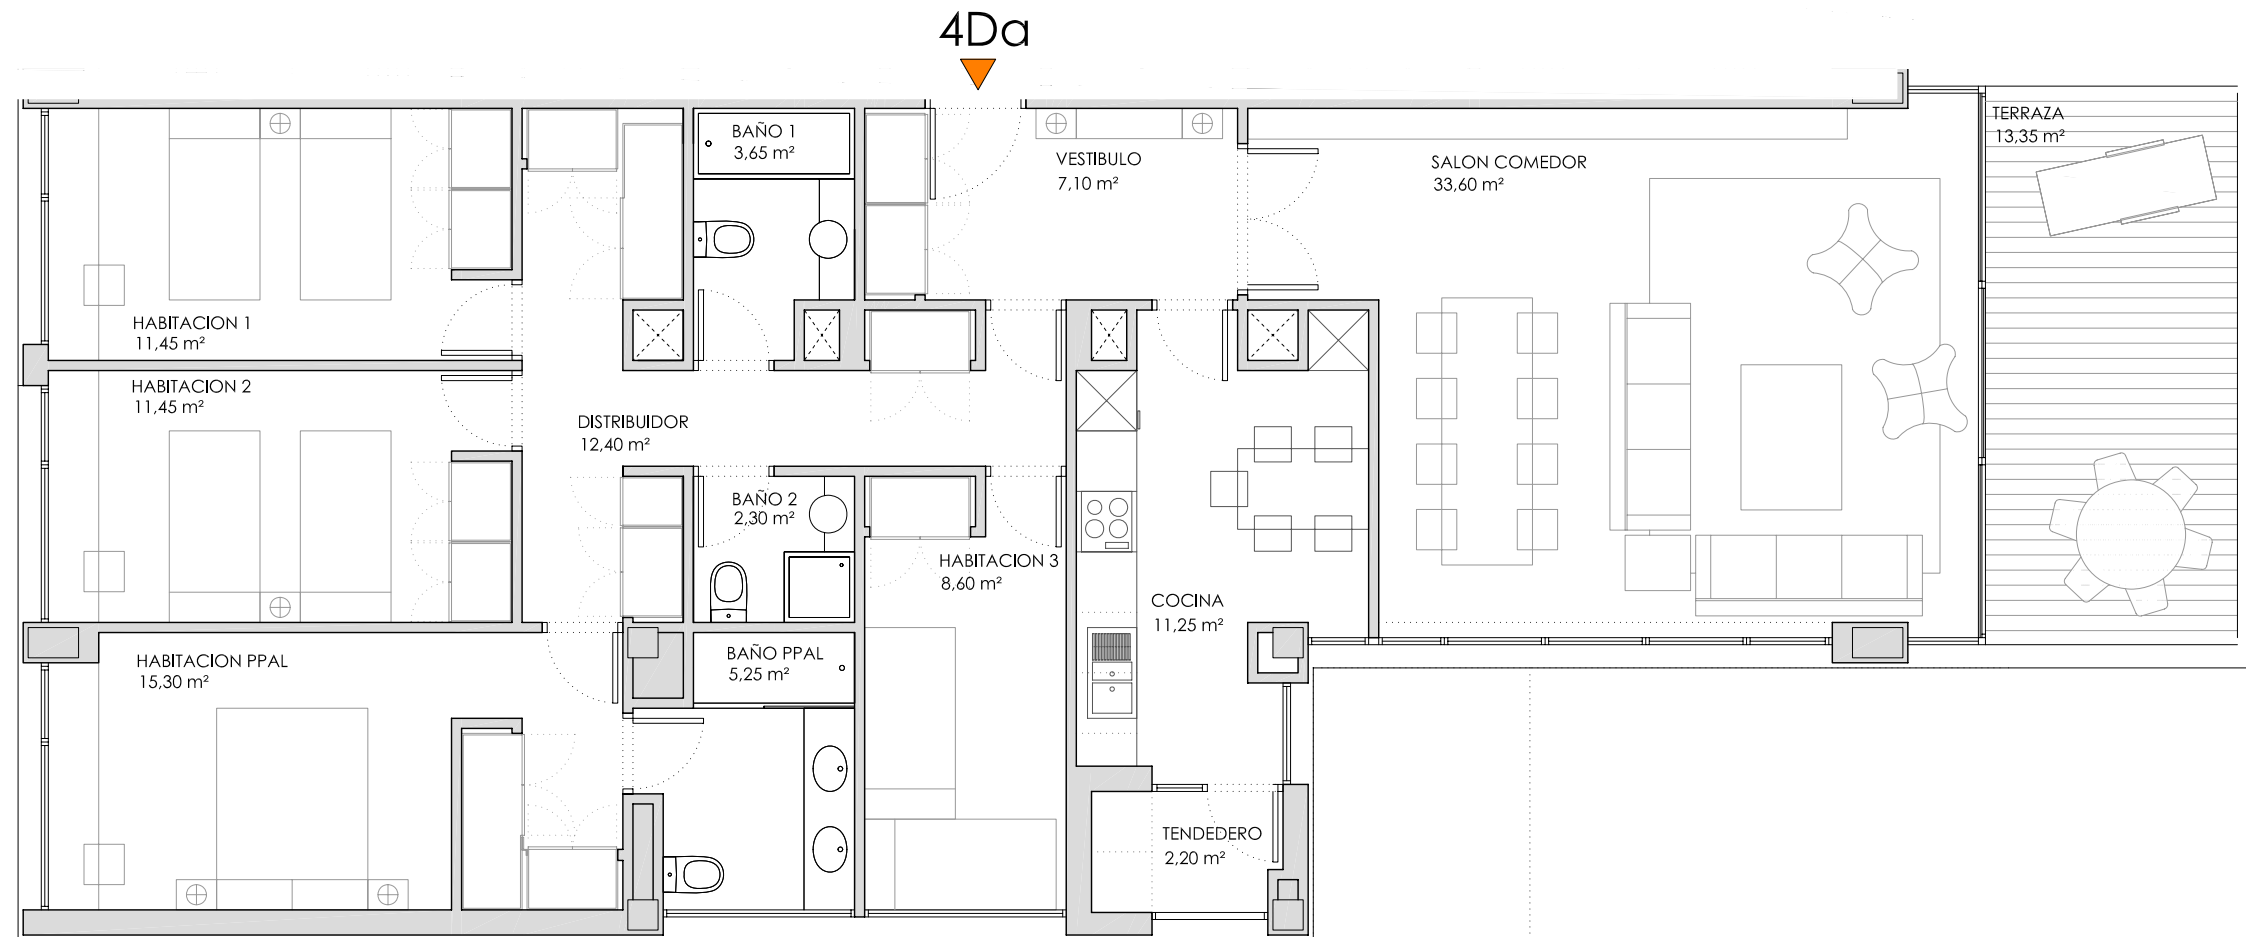 4Da
BAÑO 1
3,65 m²
VESTIBULO
7,10 m²
SALON COMEDOR
33,60 m²
TERRAZA
13,35 m²
HABITACION 1
11,45 m²
HABITACION 2
11,45 m²
DISTRIBUIDOR
12,40 m²
BAÑO 2
2,30 m²
HABITACION 3
8,60 m²
COCINA
11,25 m²
HABITACION PPAL
15,30 m²
BAÑO PPAL
5,25 m²
TENDEDERO
2,20 m²